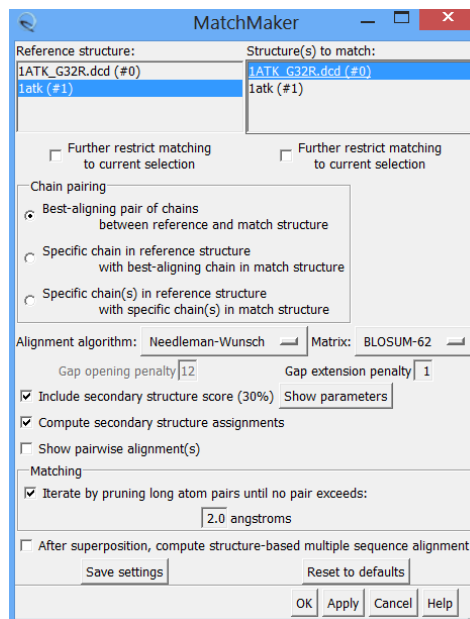 MatchMaker
Reference structure:
Structure(s) to match:
1ATK_G32R.dcd (#0)
1atk (#1)
1ATK_G32R.dcd (#0)
1atk (#1)
Further restrict matching
to current selection
Further restrict matching
to current selection
Chain pairing
Best-aligning pair of chains
between reference and match structure
Specific chain in reference structure
with best-aligning chain in match structure
Specific chain(s) in reference structure
with specific chain(s) in match structure
Alignment algorithm: Needleman-Wunsch Matrix: BLOSUM-62
Gap opening penalty 12 Gap extension penalty 1
Include secondary structure score (30%) Show parameters
Compute secondary structure assignments
Show pairwise alignment(s)
Matching
Iterate by pruning long atom pairs until no pair exceeds:
2.0 angstroms
After superposition, compute structure-based multiple sequence alignment
Save settings Reset to defaults
OK Apply Cancel Help